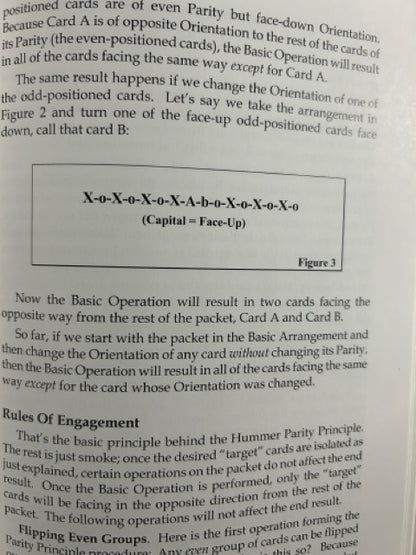 positioned cards are of even Parity but face-down Orientation.
Because Card A is of opposite Orientation to the rest of the cards of
its Parity (the even-positioned cards), the Basic Operation will result
in all of the cards facing the same way except for Card A.
The same result happens if we change the Orientation of one of
the odd-positioned cards. Let's say we take the arrangement in
Figure 2 and turn one of the face-up odd-positioned cards face
down, call that card B:
X-o-X-o-X-o-X-A-b-o-X-o-X-o-X-o
(Capital = Face-Up)
Figure 3
Now the Basic Operation will result in two cards facing the
opposite way from the rest of the packet, Card A and Card B.
So far, if we start with the packet in the Basic Arrangement and
then change the Orientation of any card without changing its Parity,
then the Basic Operation will result in all of the cards facing the same
way except for the card whose Orientation was changed.
Rules Of Engagement
That's the basic principle behind the Hummer Parity Principle.
The rest is just smoke; once the desired "target" cards are isolated as
just explained, certain operations on the packet do not affect the end
result. Once the Basic Operation is performed, only the "target"
cards will be facing in the opposite direction from the rest of the
packet. The following operations will not affect the end result.
Flipping Even Groups. Here is the first operation forming the
Parity Principle procedure: Any even group of cards can be flipped
this so? Because